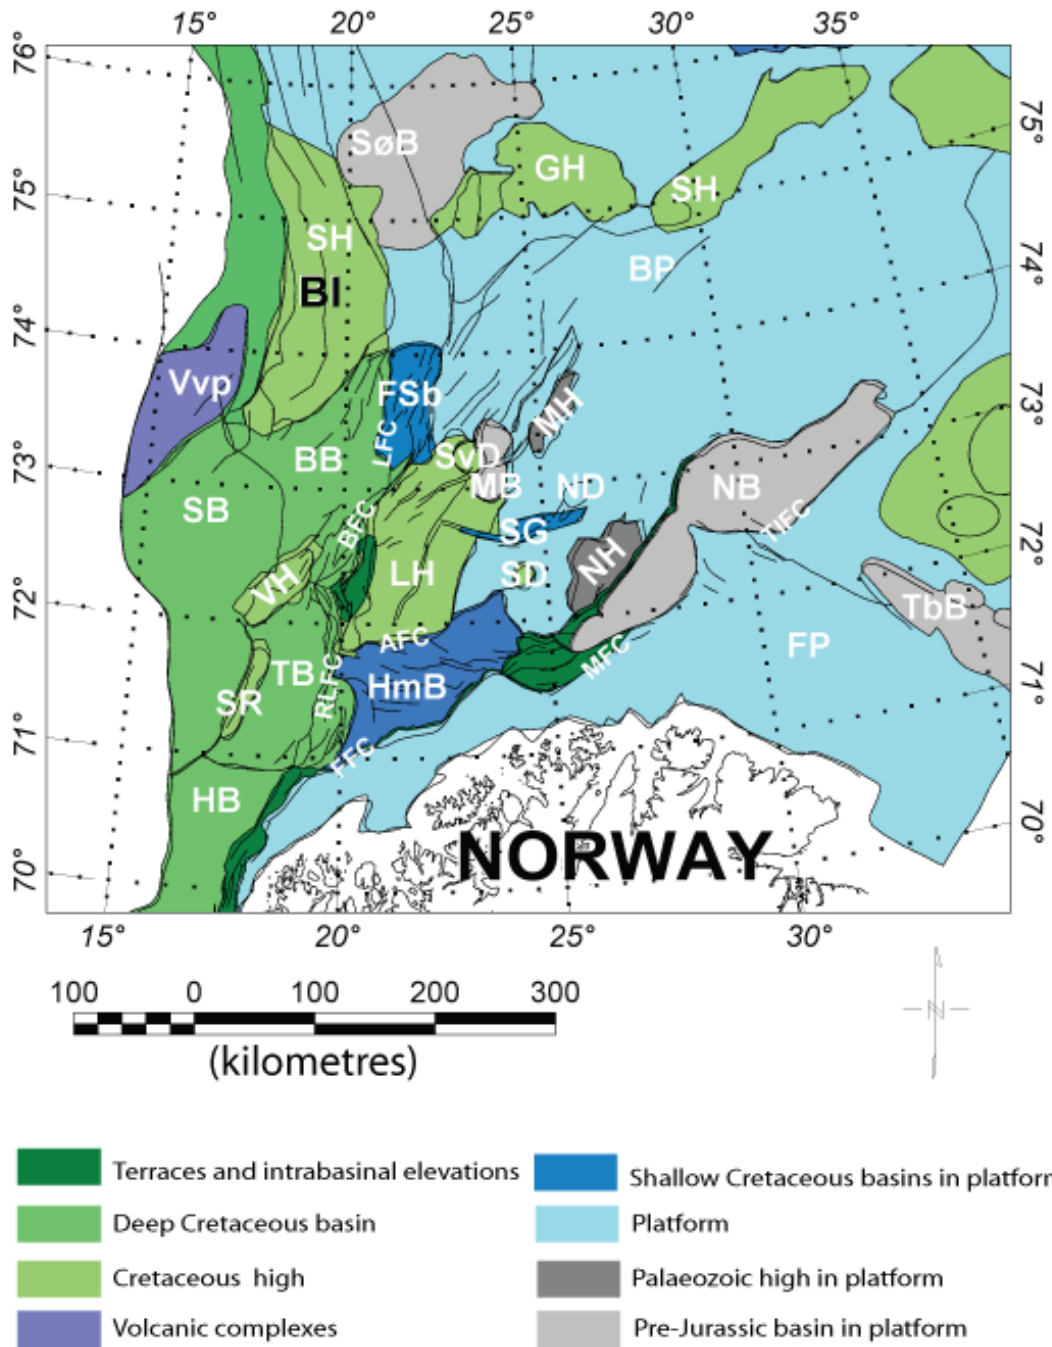 15° 20° 25° 30° 35°
76°
75°
74°
73°
72°
71°
70°
75°
74°
73°
72°
71°
70°
SøB
GH
SH
SH
BI
BP
Vvp
FSb
LFC
MH
BB
SvD
MB
ND
NB
SB
BFC
SG
TIFC
VH
LH
SD
NH
TbB
AFC
MFC
FP
TB
RLFC
HmB
SR
FFC
HB
NORWAY
15° 20° 25° 30°
100 0 100 200 300
(kilometres)
N
Terraces and intrabasinal elevations
Shallow Cretaceous basins in platform
Deep Cretaceous basin
Platform
Cretaceous high
Palaeozoic high in platform
Volcanic complexes
Pre-Jurassic basin in platform